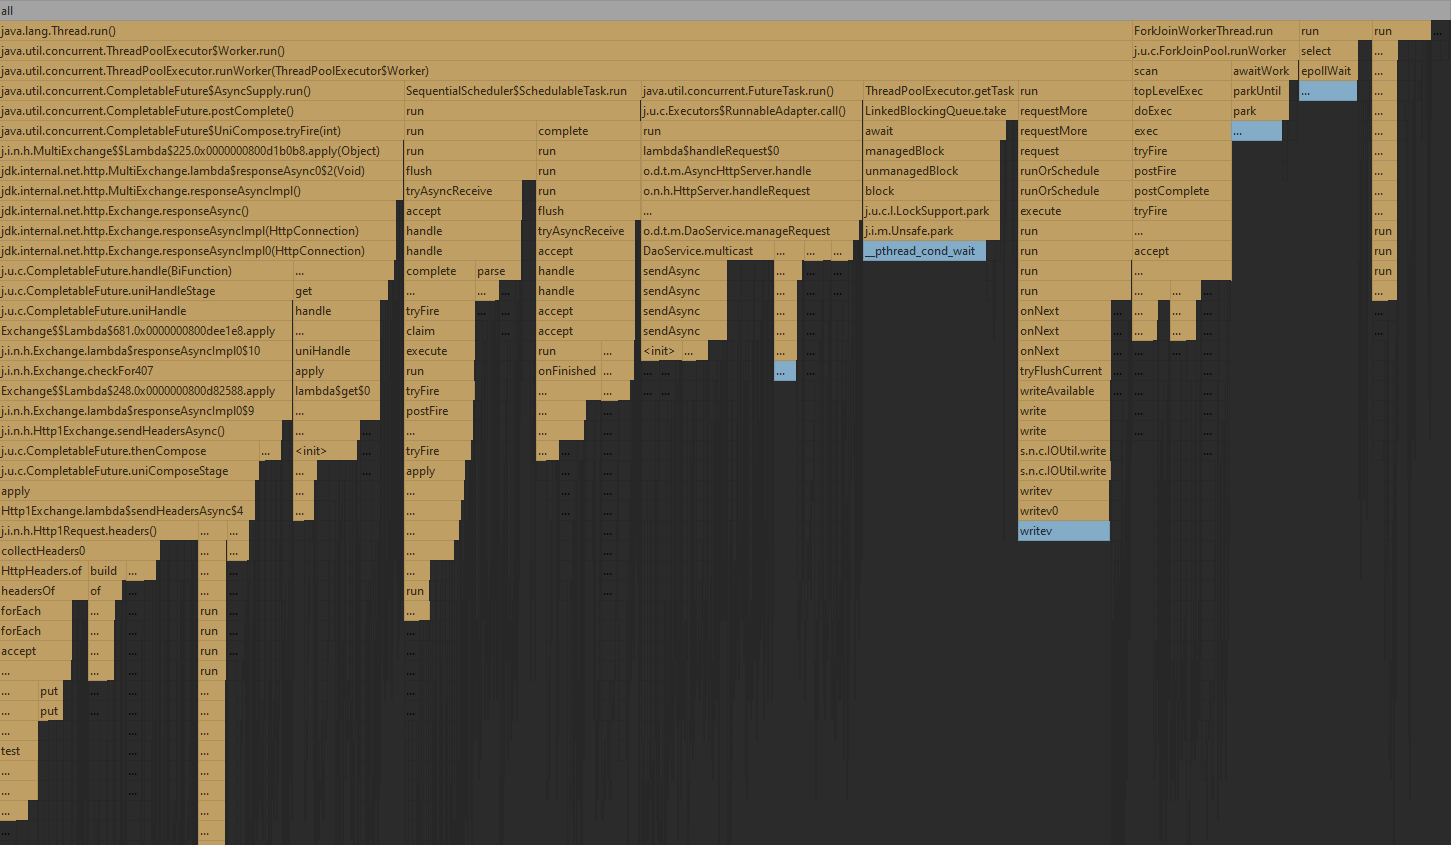 all
java.lang.Thread.run() ForkJoinWorkerThread.run run run ...
java.util.concurrent.ThreadPoolExecutor$Worker.run() j.u.c.ForkJoinPool.runWorker select ...
java.util.concurrent.ThreadPoolExecutor.runWorker(ThreadPoolExecutor$Worker) scan awaitWork epollWait ...
java.util.concurrent.CompletableFuture$AsyncSupply.run() SequentialScheduler$SchedulableTask.run java.util.concurrent.FutureTask.run() ThreadPoolExecutor.getTask run topLevelExec parkUntil ... ...
java.util.concurrent.CompletableFuture.postComplete() run j.u.c.Executors$RunnableAdapter.call() LinkedBlockingQueue.take requestMore doExec park ...
java.util.concurrent.CompletableFuture$UniCompose.tryFire(int) run complete run await requestMore exec ... ...
j.i.n.h.MultiExchange$$Lambda$225.0x0000000800d1b0b8.apply(Object) run run lambda$handleRequest$0 managedBlock request tryFire ...
jdk.internal.net.http.MultiExchange.lambda$responseAsync0$2(Void) flush run o.d.t.m.AsyncHttpServer.handle unmanagedBlock runOrSchedule postFire ...
jdk.internal.net.http.MultiExchange.responseAsyncImpl() tryAsyncReceive run o.n.h.HttpServer.handleRequest block runOrSchedule postComplete ...
jdk.internal.net.http.Exchange.responseAsync() accept flush ... j.u.c.l.LockSupport.park execute tryFire ...
jdk.internal.net.http.Exchange.responseAsyncImpl(HttpConnection) handle tryAsyncReceive o.d.t.m.DaoService.manageRequest j.i.m.Unsafe.park run ... run
jdk.internal.net.http.Exchange.responseAsyncImpl0(HttpConnection) handle accept DaoService.multicast ... ... ... __pthread_cond_wait run accept run
j.u.c.CompletableFuture.handle(BiFunction) ... complete parse handle sendAsync ... ... ... run ... run
j.u.c.CompletableFuture.uniHandleStage get ... ... ... handle sendAsync ... ... ... run ... ... ... ...
j.u.c.CompletableFuture.uniHandle handle tryFire ... ... accept sendAsync ... ... ... onNext ... ... ... ... ...
Exchange$$Lambda$681.0x0000000800dee1e8.apply ... claim ... ... accept sendAsync ... ... onNext ... ... ... ... ...
j.i.n.h.Exchange.lambda$responseAsyncImpl0$10 uniHandle execute run ... <init> ... ... ... onNext ... ... ... ...
j.i.n.h.Exchange.checkFor407 apply run onFinished ... ... ... ... ... tryFlushCurrent ... ... ... ...
Exchange$$Lambda$248.0x0000000800d82588.apply lambda$get$0 tryFire ... ... ... ... writeAvailable ... ... ... ...
j.i.n.h.Exchange.lambda$responseAsyncImpl0$9 ... postFire ... ... write ... ... ...
j.i.n.h.Http1Exchange.sendHeadersAsync() ... ... ... ... ... write ... ... ...
j.u.c.CompletableFuture.thenCompose ... <init> ... tryFire ... ... ... s.n.c.IOUtil.write ...
j.u.c.CompletableFuture.uniComposeStage ... ... apply ... ... s.n.c.IOUtil.write
apply ... ... ... ... writev
Http1Exchange.lambda$sendHeadersAsync$4 ... ... ... ... writev0
j.i.n.h.Http1Request.headers() ... ... ... ... writev
collectHeaders0 ... ... ... ...
HttpHeaders.of build ... ... ... ... ...
headersOf of ... ... ... run ...
forEach ... ... run ... ...
forEach ... ... run ... ...
accept ... ... run ... ...
... ... ... run ...
... put ... ... ... ...
... put ... ... ... ...
... ... ...
test ... ...
... ... ...
... ... ...
... ...
... ...